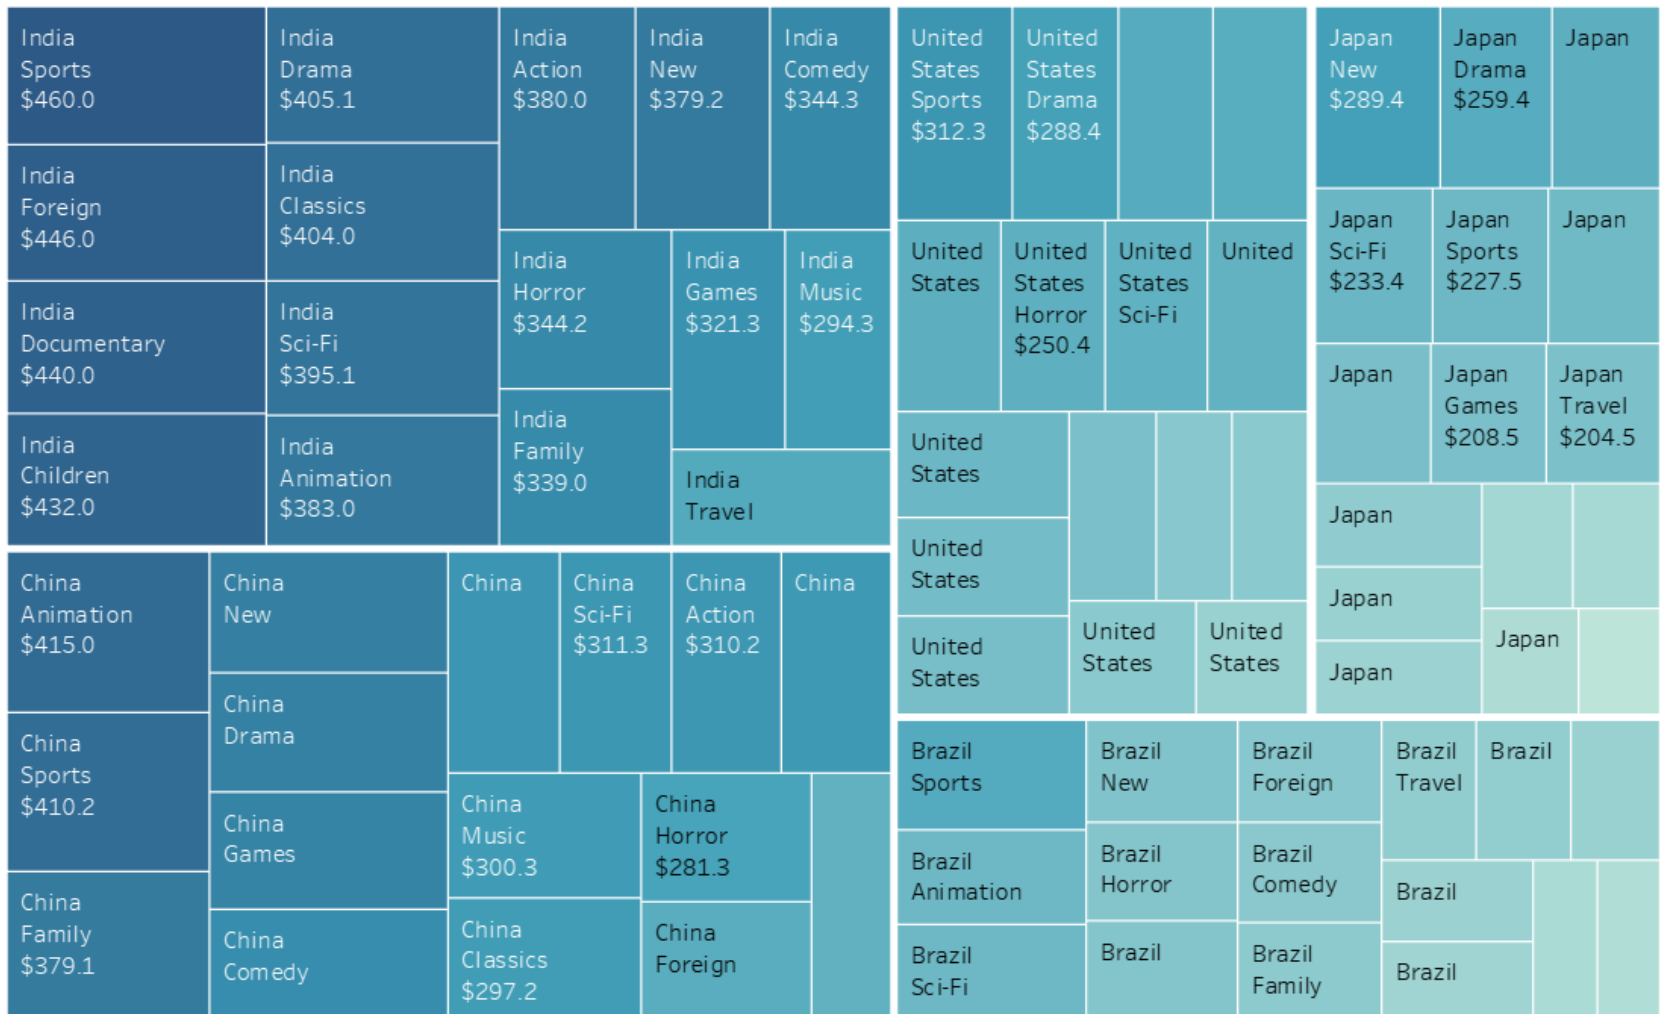 India
Sports
$460.0
India
Foreign
$446.0
India
Documentary
$440.0
India
Children
$432.0
India
Drama
$405.1
India
Classics
$404.0
India
Sci-Fi
$395.1
India
Animation
$383.0
India
Action
$380.0
India
New
$379.2
India
Comedy
$344.3
India
Horror
$344.2
India
Family
$339.0
India
Games
$321.3
India
Music
$294.3
India
Travel
China
Animation
$415.0
China
Sports
$410.2
China
Family
$379.1
China
New
China
Drama
China
Games
China
Comedy
China
China
Sci-Fi
$311.3
China
Action
$310.2
China
China
Music
$300.3
China
Classics
$297.2
China
Horror
$281.3
China
Foreign
United
States
Sports
$312.3
United
States
Drama
$288.4
United
States
United
States
Horror
$250.4
United
States
Sci-Fi
United
United
States
United
States
United
States
United
States
United
States
Japan
New
$289.4
Japan
Drama
$259.4
Japan
Japan
Sci-Fi
$233.4
Japan
Sports
$227.5
Japan
Japan
Japan
Games
$208.5
Japan
Travel
$204.5
Japan
Japan
Japan
Japan
Brazil
Sports
Brazil
Animation
Brazil
Sci-Fi
Brazil
New
Brazil
Horror
Brazil
Brazil
Foreign
Brazil
Comedy
Brazil
Family
Brazil
Travel
Brazil
Brazil
Brazil